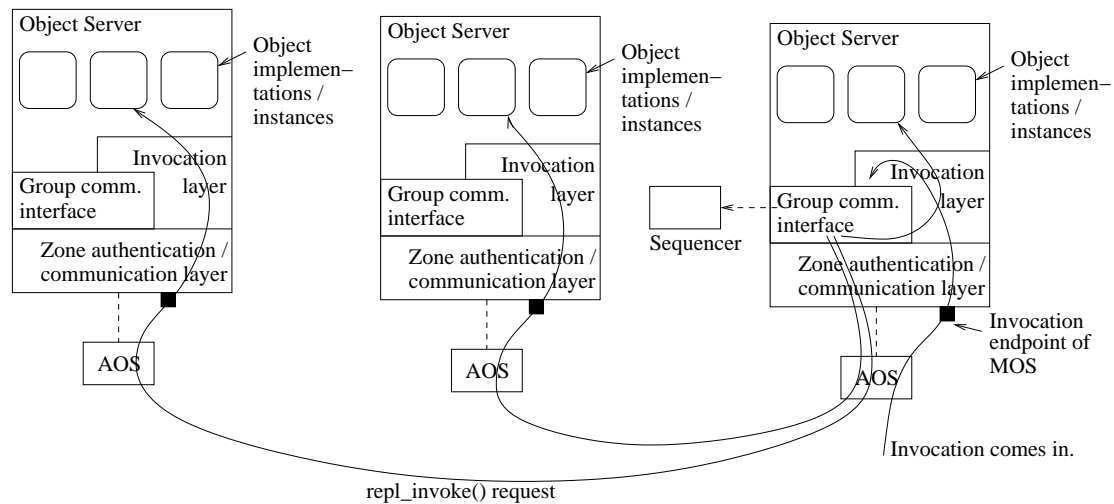 Object Server
Object
implemen–
tations /
instances
Invocation
layer
Group comm.
interface
Zone authentication /
communication layer
AOS
Object Server
Object
implemen–
tations /
instances
Invocation
layer
Group comm.
interface
Zone authentication /
communication layer
AOS
Sequencer
Object Server
Object
implemen–
tations /
instances
Invocation
layer
Group comm.
interface
Zone authentication /
communication layer
Invocation
endpoint of
MOS
AOS
Invocation comes in.
repl_invoke() request